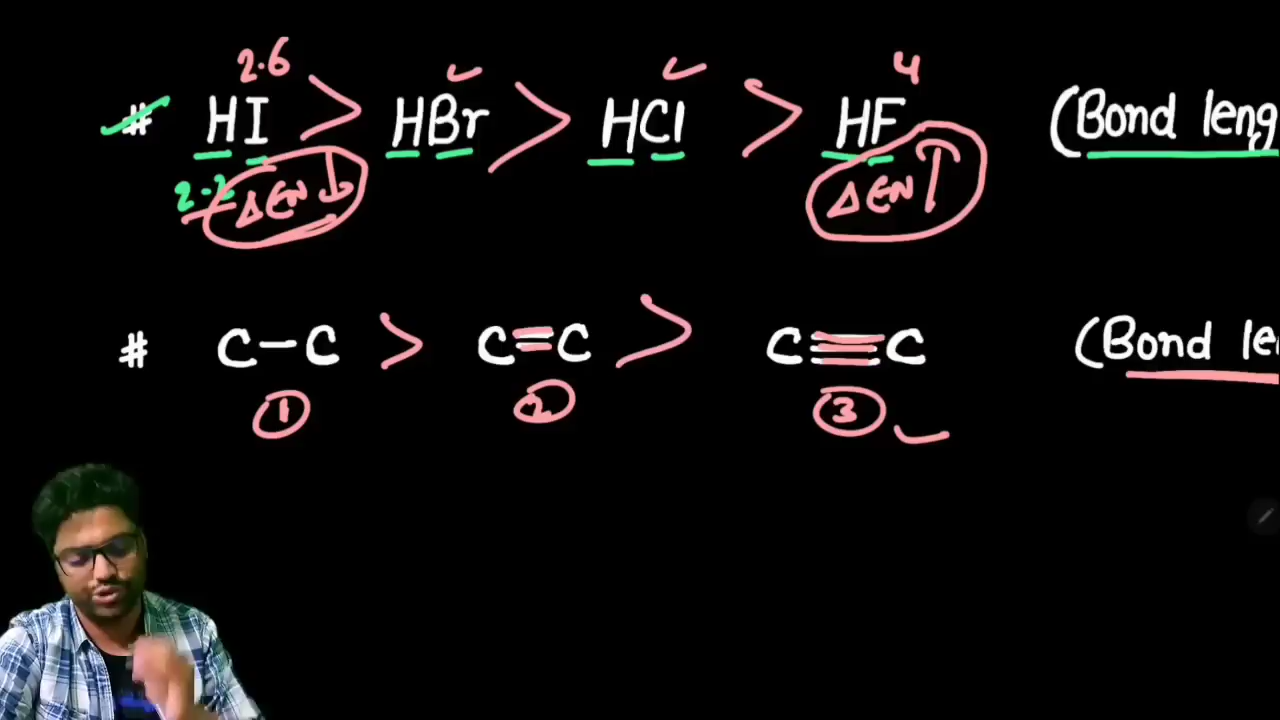 2.6 4
# HI > HBr > HCl > HF (Bond leng
2.2 ΔEN↓ ΔEN↑
# C−C > C=C > C≡C (Bond le
1 2 3